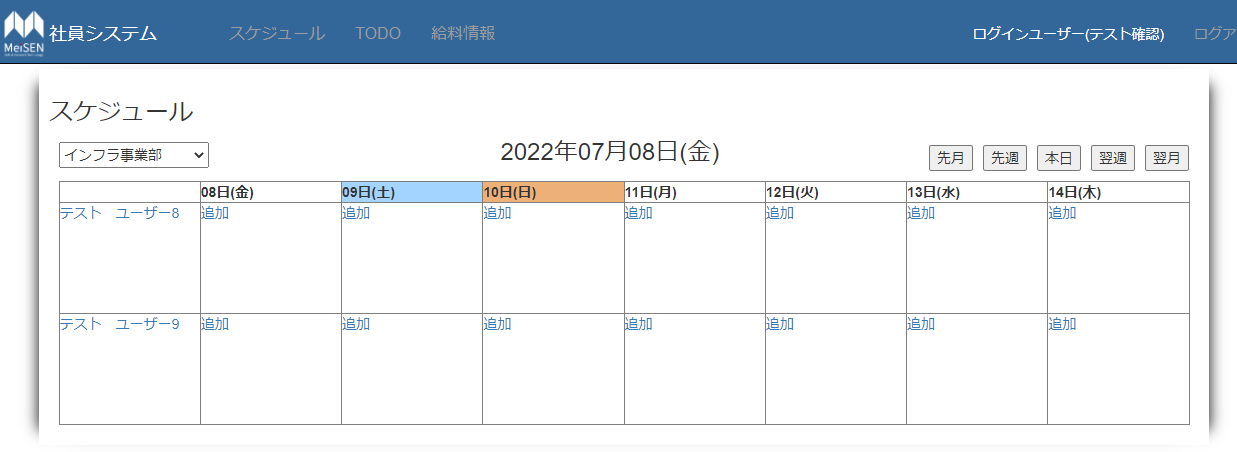 MeiSEN
社員システム スケジュール TODO 給料情報 ログインユーザー(テスト確認) ログア
スケジュール
インフラ事業部 2022年07月08日(金) 先月 先週 本日 翌週 翌月
08日(金) 09日(土) 10日(日) 11日(月) 12日(火) 13日(水) 14日(木)
テスト　ユーザー8 追加 追加 追加 追加 追加 追加 追加
テスト　ユーザー9 追加 追加 追加 追加 追加 追加 追加